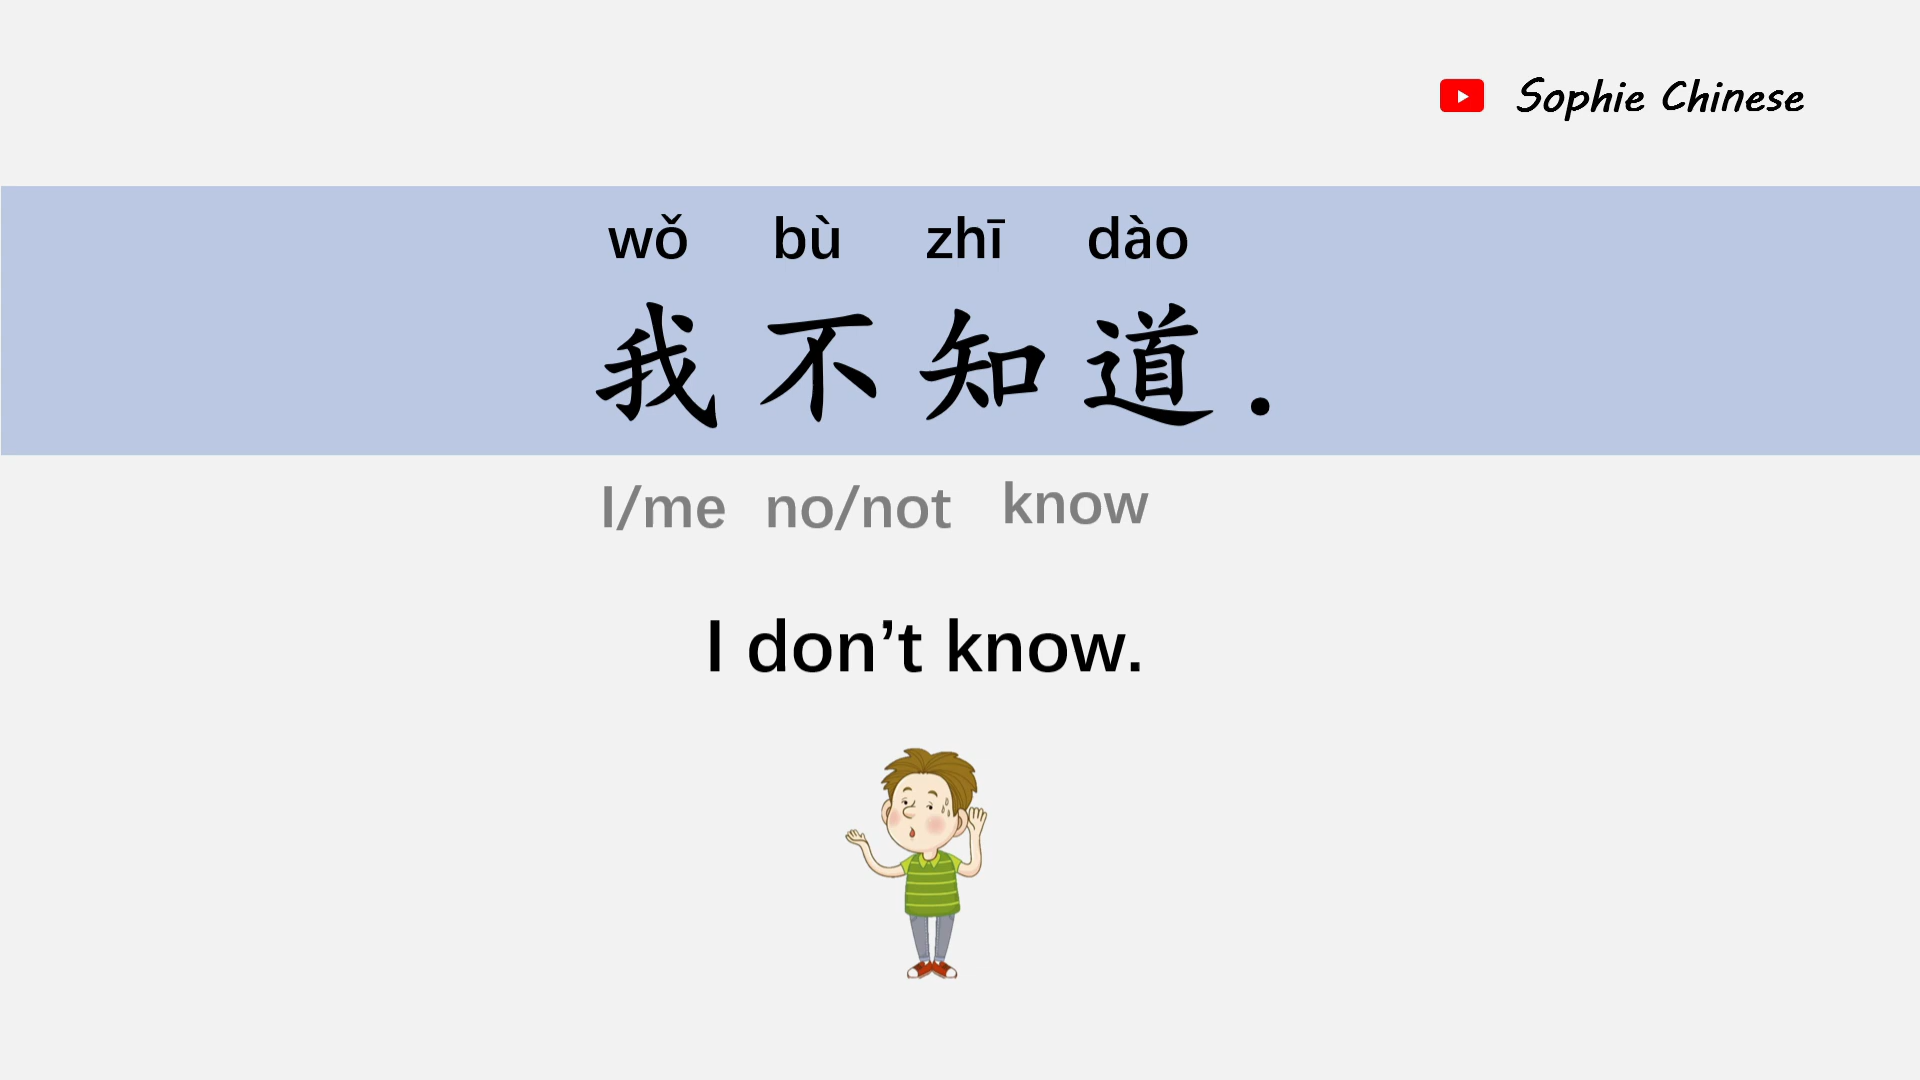 Sophie Chinese
wǒ bù zhī dào
我不知道.
I/me no/not know
I don’t know.